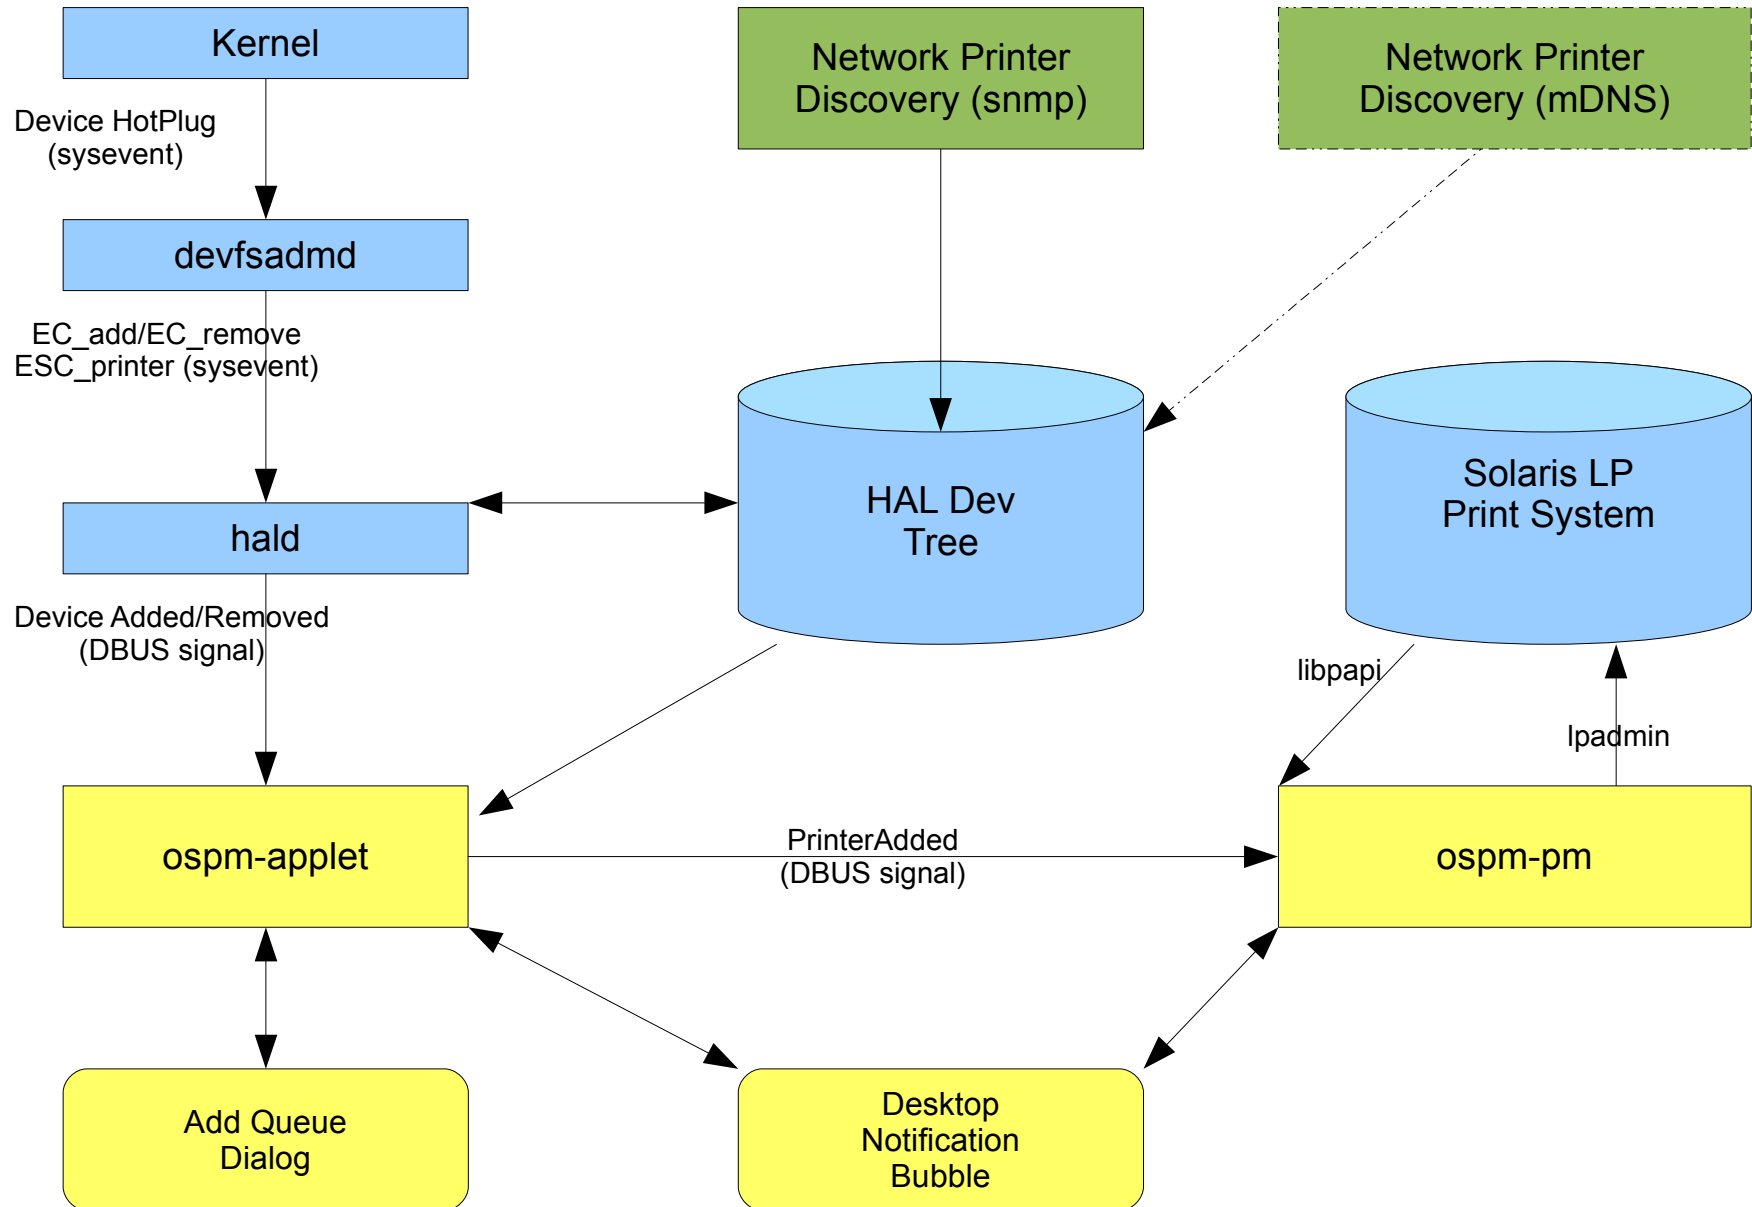 Kernel
Network Printer
Discovery (snmp)
Network Printer
Discovery (mDNS)
Device HotPlug
(sysevent)
devfsadmd
EC_add/EC_remove
ESC_printer (sysevent)
HAL Dev
Tree
Solaris LP
Print System
hald
Device Added/Removed
(DBUS signal)
libpapi
lpadmin
ospm-applet
PrinterAdded
(DBUS signal)
ospm-pm
Add Queue
Dialog
Desktop
Notification
Bubble